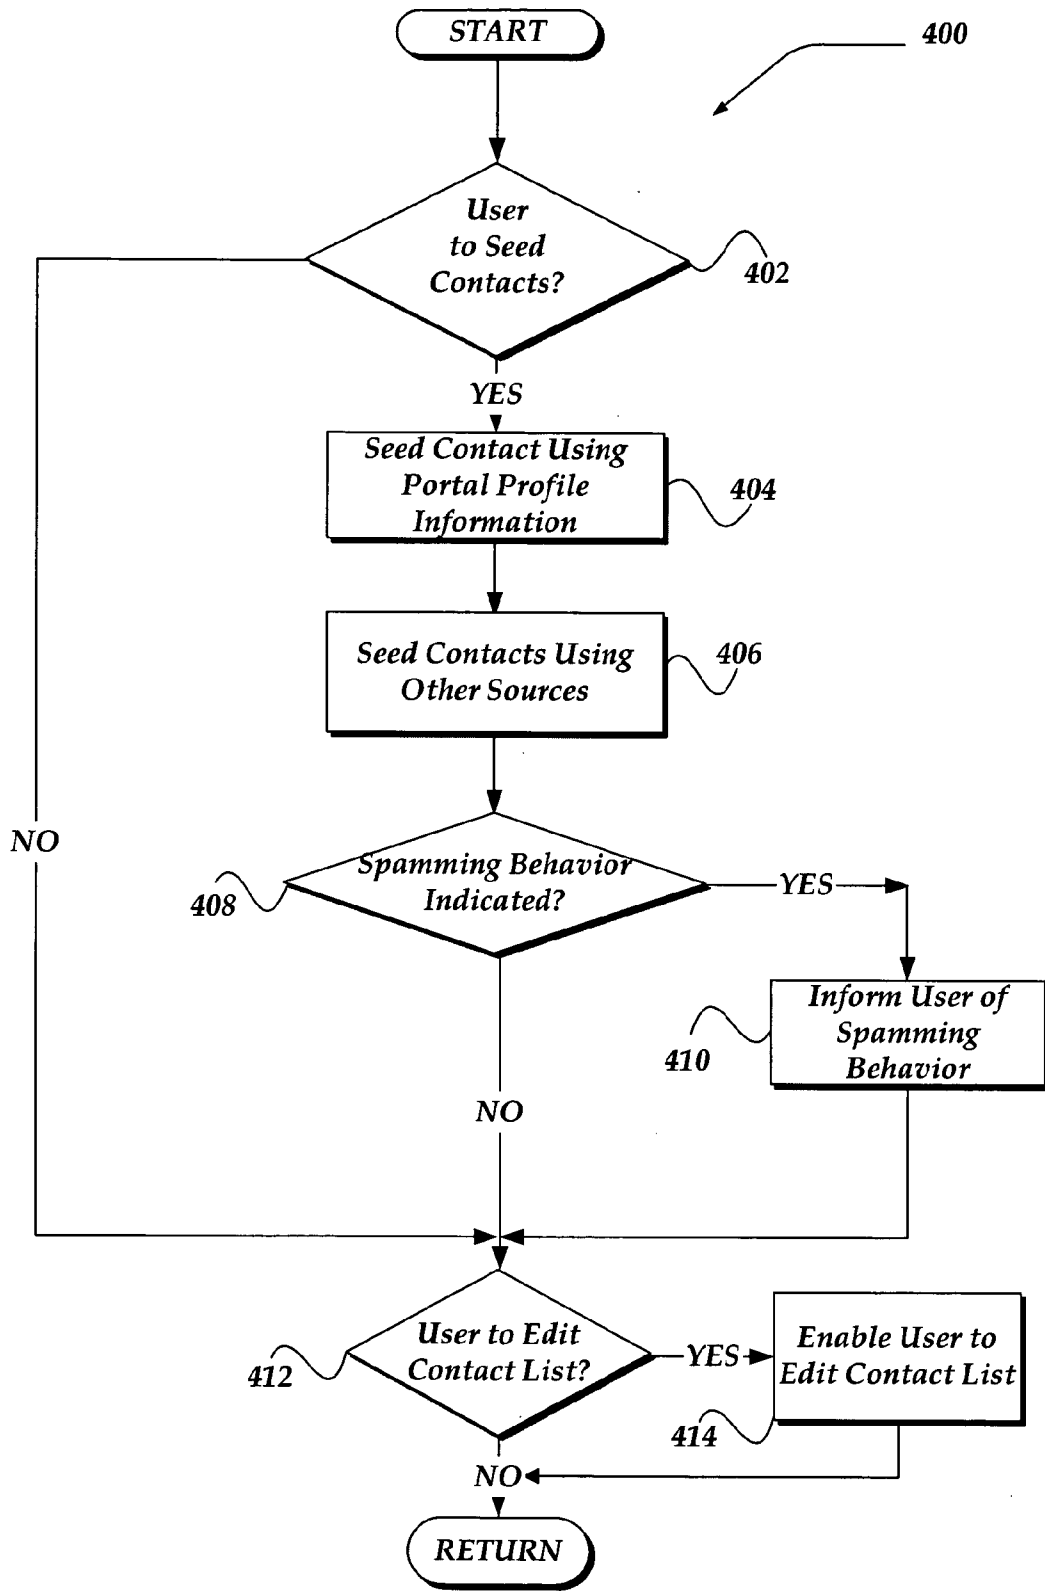 START
400
User
to Seed
Contacts?
402
YES
Seed Contact Using
Portal Profile
Information
404
Seed Contacts Using
Other Sources
406
NO
Spamming Behavior
Indicated?
408
YES
Inform User of
Spamming
Behavior
410
NO
User to Edit
Contact List?
412
YES
Enable User to
Edit Contact List
414
NO
RETURN